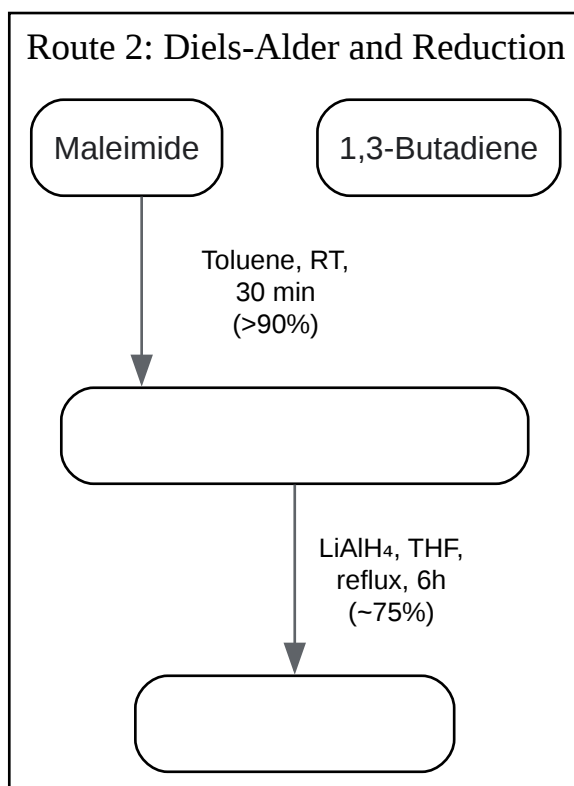 Route 2: Diels-Alder and Reduction
Maleimide
1,3-Butadiene
Toluene, RT,
30 min
(>90%)
LiAlH₄, THF,
reflux, 6h
(~75%)